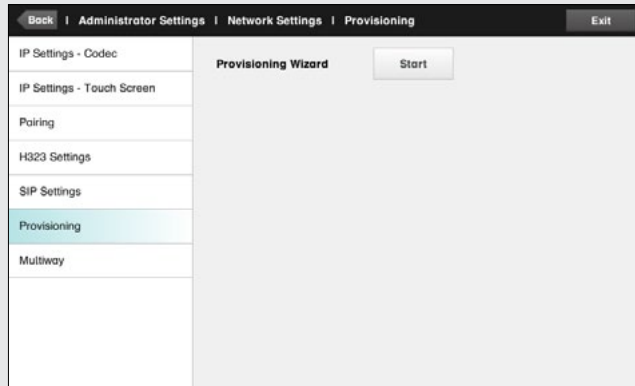 Back | Administrator Settings | Network Settings | Provisioning Exit
IP Settings - Codec
Provisioning Wizard Start
IP Settings - Touch Screen
Pairing
H323 Settings
SIP Settings
Provisioning
Multiway